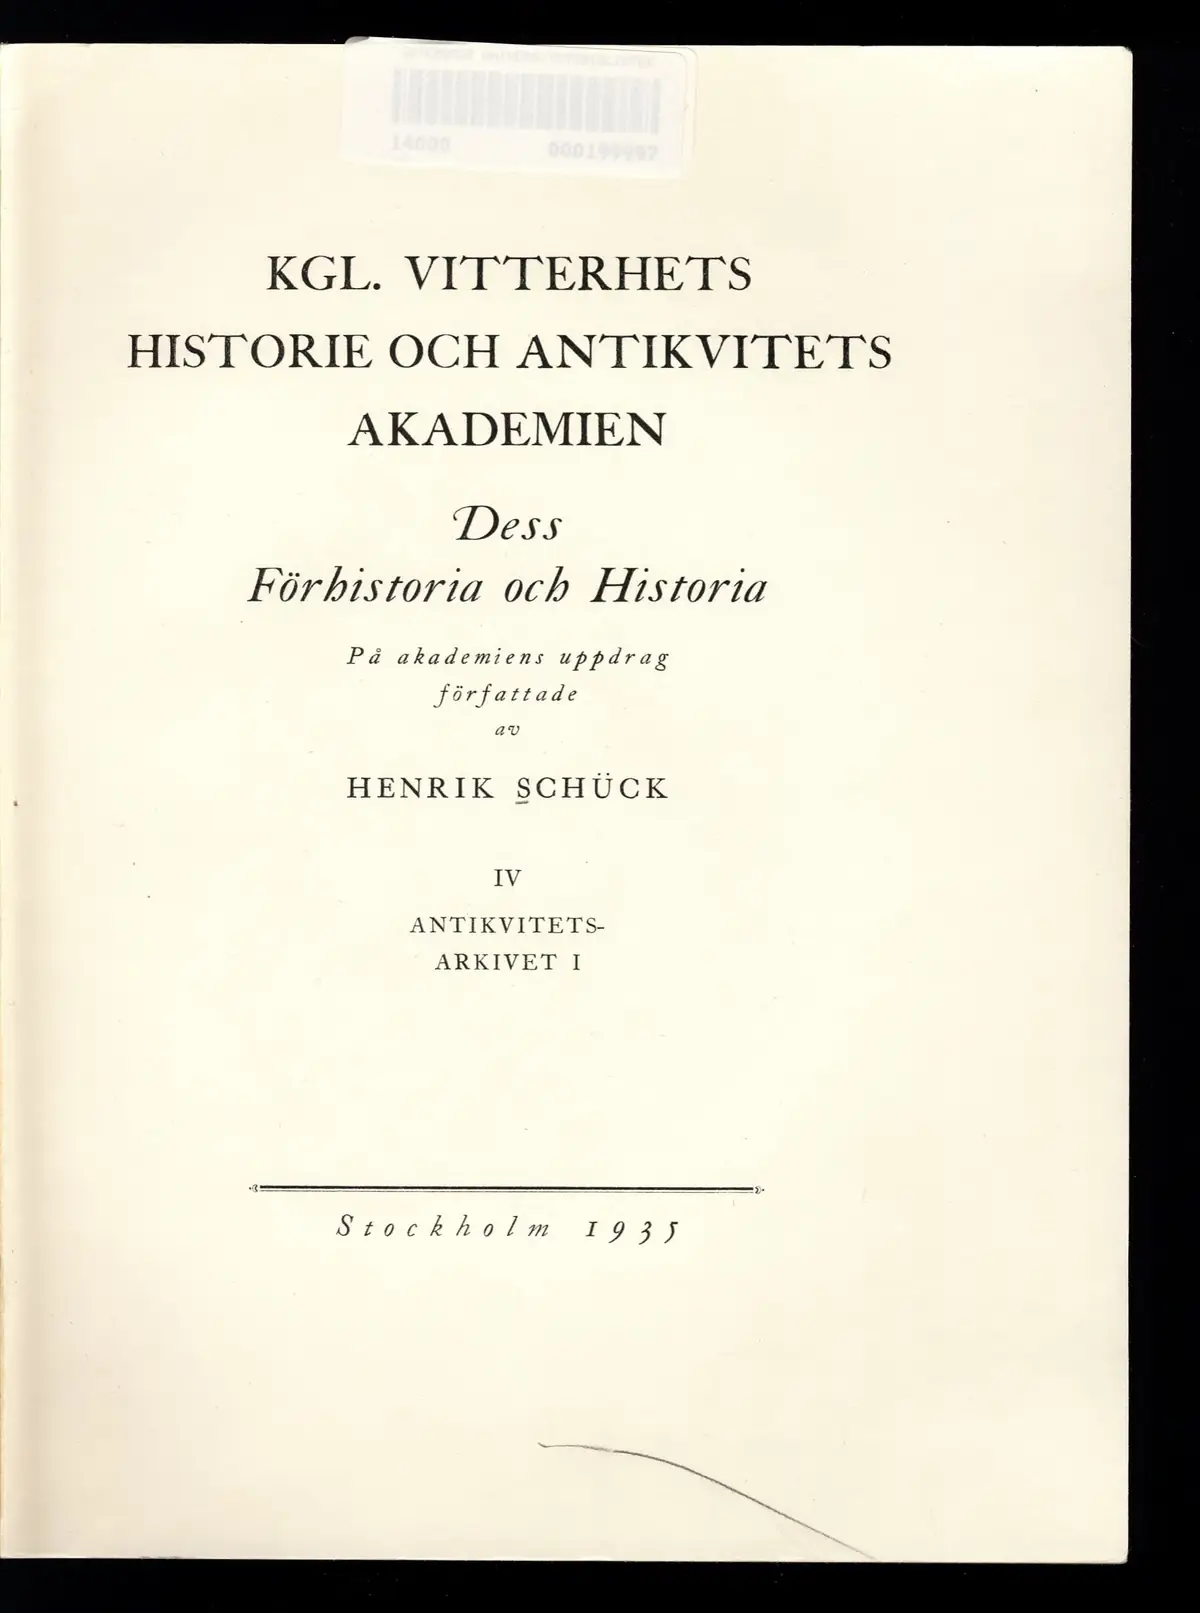 14000
KGL. VITTERHETS
HISTORIE OCH ANTIKVITETS
AKADEMIEN
Dess
Förhistoria och Historia
På akademiens uppdrag
författade
av
HENRIK SCHÜCK
IV
ANTIKVITETS-
ARKIVET I
Stockholm 1935